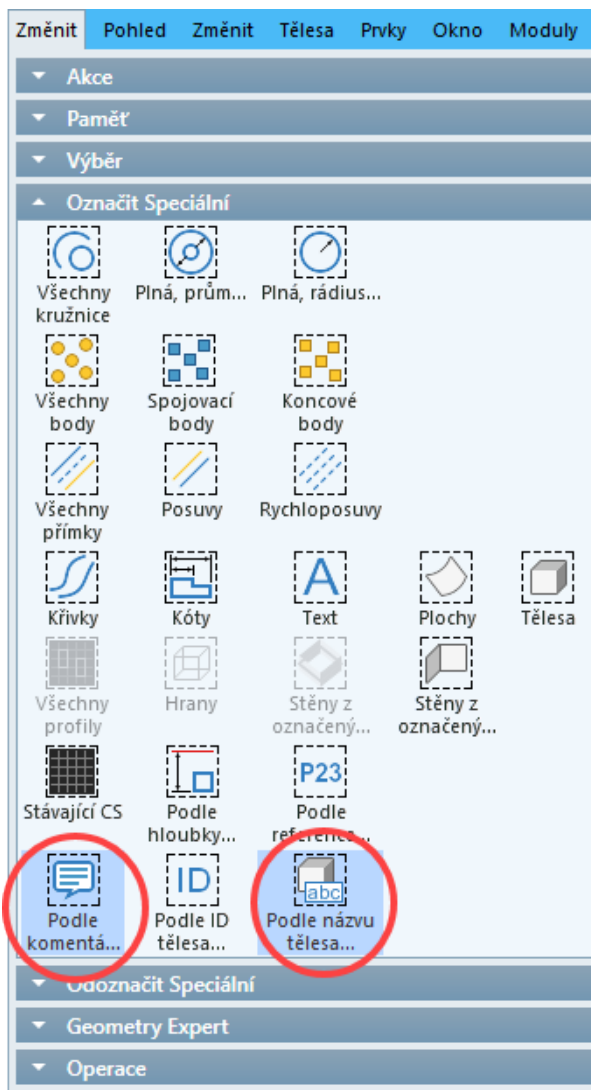 Změnit Pohled Změnit Tělesa Prvky Okno Moduly
Akce
Paměť
Výběr
Označit Speciální
Všechny kružnice
Plná, prům...
Plná, rádius...
Všechny body
Spojovací body
Koncové body
Všechny přímky
Posuvy
Rychloposuvy
Křivky
Kóty
A
Text
Plochy
Tělesa
Všechny profily
Hrany
Stěny z označený...
Stěny z označený...
Stávající CS
Podle hloubky...
P23
Podle reference...
Podle komentá...
ID
Podle ID tělesa...
abc
Podle názvu tělesa...
Odoznačit Speciální
Geometry Expert
Operace